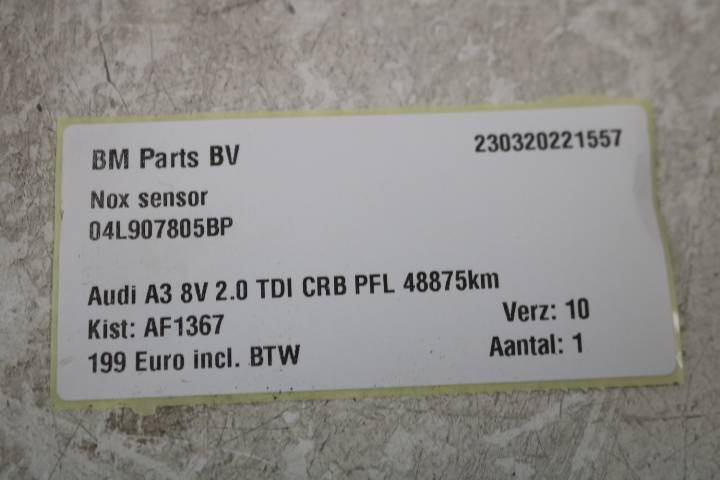 BM Parts BV 230320221557
Nox sensor
04L907805BP
Audi A3 8V 2.0 TDI CRB PFL 48875km
Kist: AF1367 Verz: 10
199 Euro incl. BTW Aantal: 1